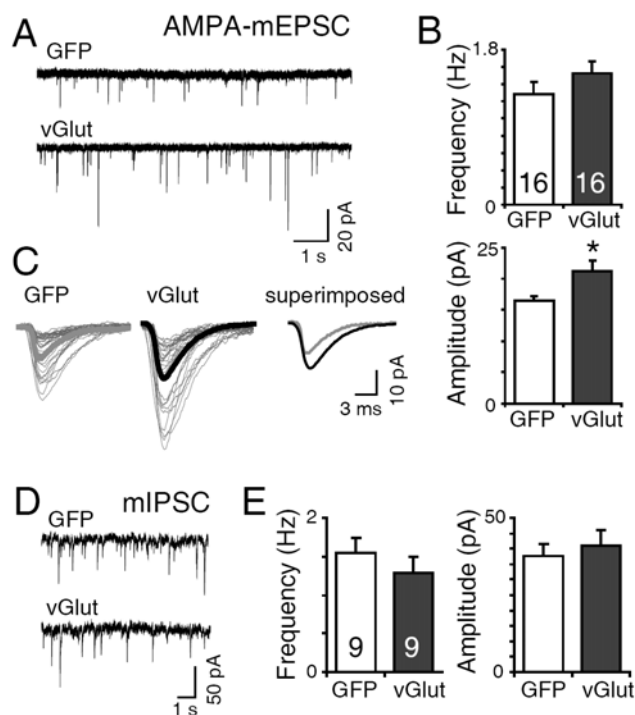 A
AMPA-mEPSC
GFP
vGlut
1 s
20 pA
B
Frequency (Hz)
1.8
0
16
16
GFP vGlut
Amplitude (pA)
25
0
*
GFP vGlut
C
GFP vGlut superimposed
3 ms
10 pA
D
mIPSC
GFP
vGlut
1 s
50 pA
E
Frequency (Hz)
2
0
9
9
GFP vGlut
Amplitude (pA)
50
0
GFP vGlut